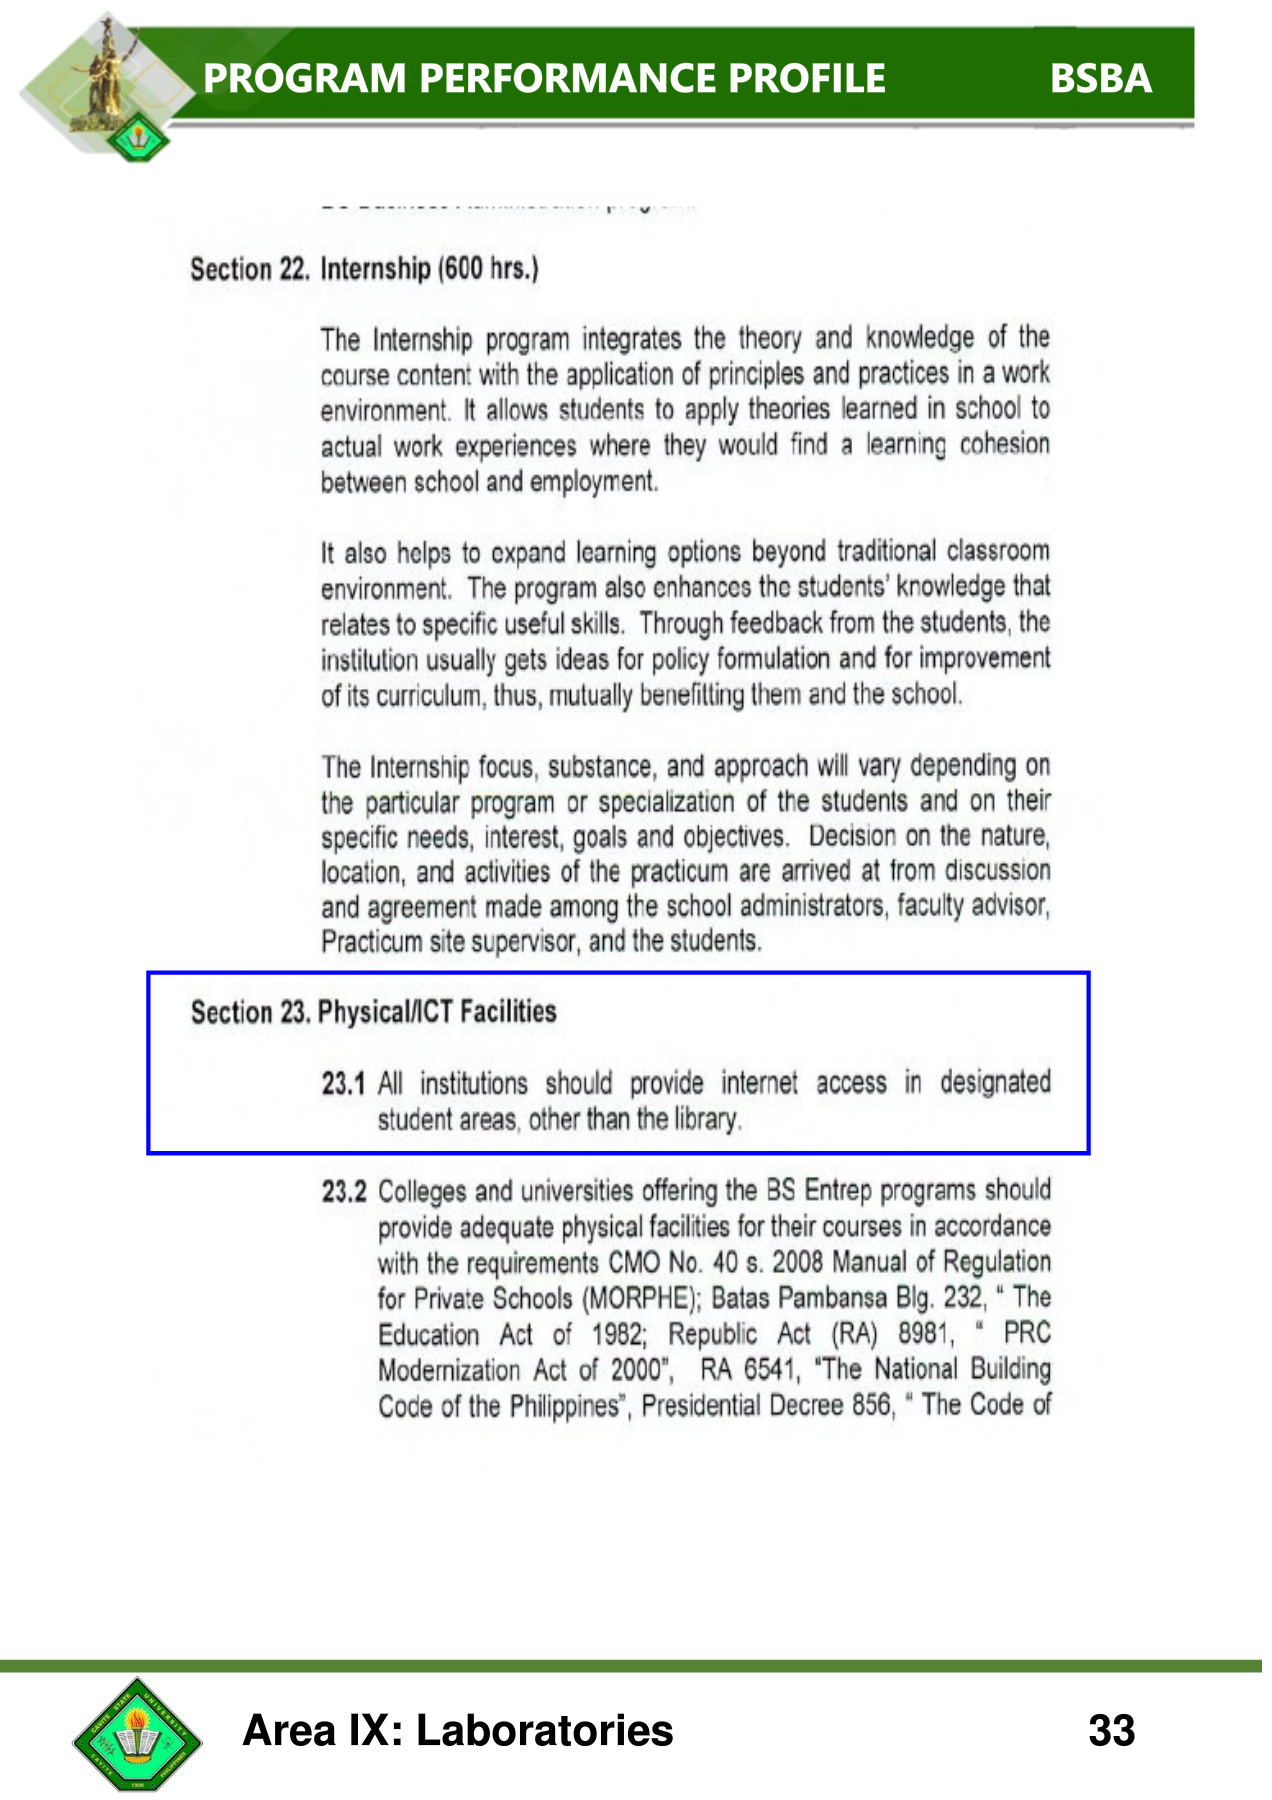 PROGRAM PERFORMANCE PROFILE BSBA
Section 22. Internship (600 hrs.)
The Internship program integrates the theory and knowledge of the
course content with the application of principles and practices in a work
environment. It allows students to apply theories learned in school to
actual work experiences where they would find a learning cohesion
between school and employment.
It also helps to expand learning options beyond traditional classroom
environment. The program also enhances the students' knowledge that
relates to specific useful skills. Through feedback from the students, the
institution usually gets ideas for policy formulation and for improvement
of its curriculum, thus, mutually benefitting them and the school.
The Internship focus, substance, and approach will vary depending on
the particular program or specialization of the students and on their
specific needs, interest, goals and objectives. Decision on the nature,
location, and activities of the practicum are arrived at from discussion
and agreement made among the school administrators, faculty advisor,
Practicum site supervisor, and the students.
Section 23. Physical/ICT Facilities
23.1 All institutions should provide internet access in designated
student areas, other than the library.
23.2 Colleges and universities offering the BS Entrep programs should
provide adequate physical facilities for their courses in accordance
with the requirements CMO No. 40 s. 2008 Manual of Regulation
for Private Schools (MORPHE); Batas Pambansa Blg. 232, “ The
Education Act of 1982; Republic Act (RA) 8981, “ PRC
Modernization Act of 2000”, RA 6541, “The National Building
Code of the Philippines”, Presidential Decree 856, “ The Code of
CAVITE STATE UNIVERSITY
CAVITE 1906 PHILIPPINES
Area IX: Laboratories 33